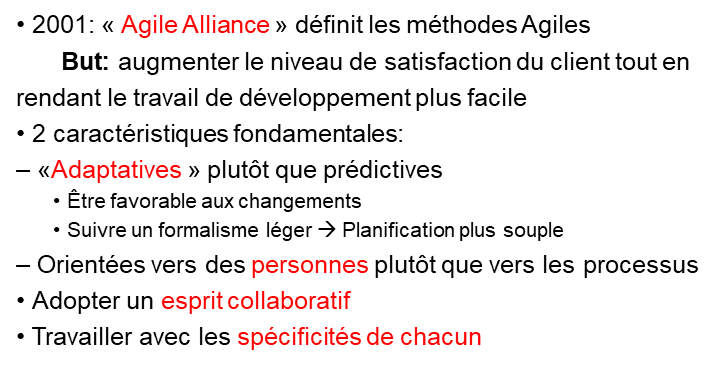 • 2001: « Agile Alliance » définit les méthodes Agiles
But: augmenter le niveau de satisfaction du client tout en
rendant le travail de développement plus facile
• 2 caractéristiques fondamentales:
– «Adaptatives » plutôt que prédictives
• Être favorable aux changements
• Suivre un formalisme léger → Planification plus souple
– Orientées vers des personnes plutôt que vers les processus
• Adopter un esprit collaboratif
• Travailler avec les spécificités de chacun